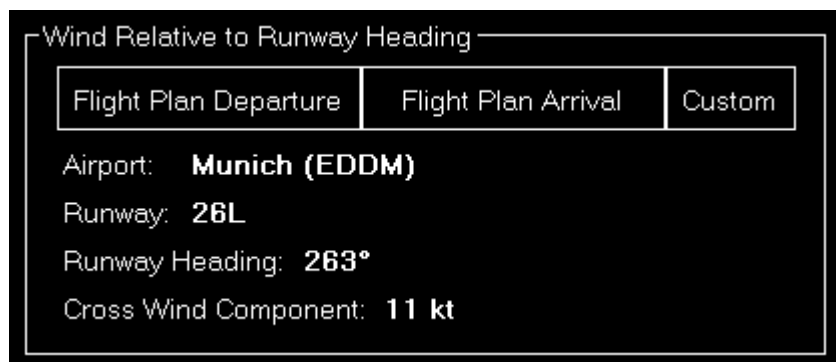 Wind Relative to Runway Heading
Flight Plan Departure Flight Plan Arrival Custom
Airport: Munich (EDDM)
Runway: 26L
Runway Heading: 263°
Cross Wind Component: 11 kt